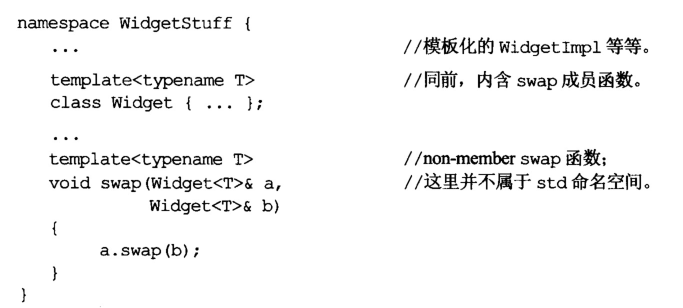 namespace WidgetStuff {
... //模板化的 WidgetImpl 等等。
template<typename T> //同前，内含 swap 成员函数。
class Widget { ... };
...
template<typename T> //non-member swap 函数;
void swap(Widget<T>& a, //这里并不属于 std 命名空间。
Widget<T>& b)
{
a.swap(b);
}
}